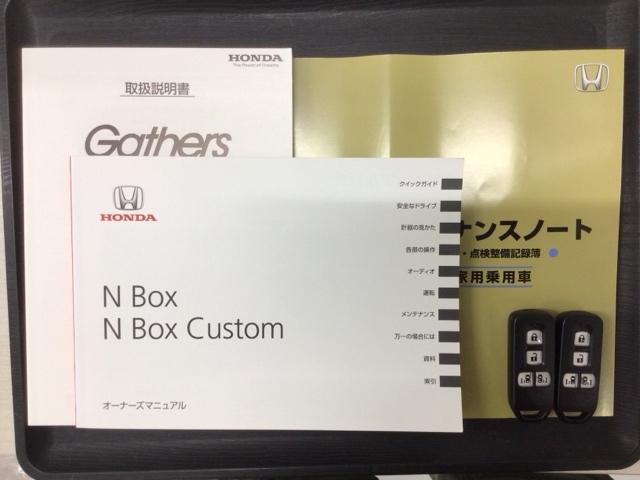 HONDA
The Power of Dreams
取扱説明書
Gathers
HONDA
N Box
N Box Custom
オーナーズマニュアル
クイックガイド
安全なドライブ
計器の見かた
各部の操作
オーディオ
運転
メンテナンス
万一の場合には
資料
索引
ナンスノート
・点検整備記録簿
家用乗用車